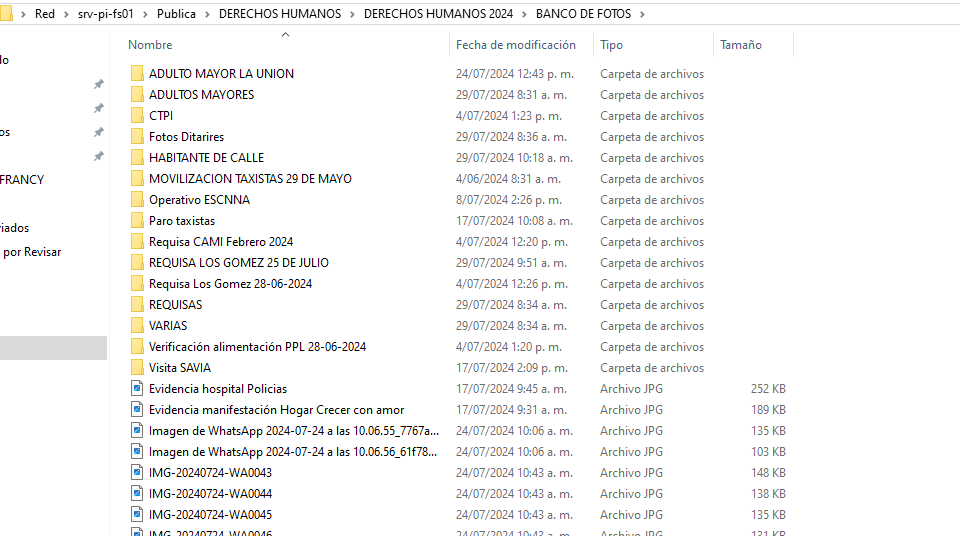 Red > srv-pi-fs01 > Publica > DERECHOS HUMANOS > DERECHOS HUMANOS 2024 > BANCO DE FOTOS >
Nombre Fecha de modificación Tipo Tamaño
ADULTO MAYOR LA UNION 24/07/2024 12:43 p. m. Carpeta de archivos
ADULTOS MAYORES 29/07/2024 8:31 a. m. Carpeta de archivos
CTPI 4/07/2024 1:23 p. m. Carpeta de archivos
Fotos Ditarires 29/07/2024 8:36 a. m. Carpeta de archivos
HABITANTE DE CALLE 29/07/2024 10:18 a. m. Carpeta de archivos
FRANCY MOVILIZACION TAXISTAS 29 DE MAYO 4/06/2024 8:31 a. m. Carpeta de archivos
Operativo ESCNNA 8/07/2024 2:26 p. m. Carpeta de archivos
Paro taxistas 17/07/2024 10:08 a. m. Carpeta de archivos
Requisa CAMI Febrero 2024 4/07/2024 12:20 p. m. Carpeta de archivos
por Revisar REQUISA LOS GOMEZ 25 DE JULIO 29/07/2024 9:51 a. m. Carpeta de archivos
Requisa Los Gomez 28-06-2024 4/07/2024 12:26 p. m. Carpeta de archivos
REQUISAS 29/07/2024 8:34 a. m. Carpeta de archivos
VARIAS 29/07/2024 8:34 a. m. Carpeta de archivos
Verificación alimentación PPL 28-06-2024 4/07/2024 1:20 p. m. Carpeta de archivos
Visita SAVIA 17/07/2024 2:09 p. m. Carpeta de archivos
Evidencia hospital Policias 17/07/2024 9:45 a. m. Archivo JPG 252 KB
Evidencia manifestación Hogar Crecer con amor 17/07/2024 9:31 a. m. Archivo JPG 189 KB
Imagen de WhatsApp 2024-07-24 a las 10.06.55_7767a... 24/07/2024 10:06 a. m. Archivo JPG 135 KB
Imagen de WhatsApp 2024-07-24 a las 10.06.56_61f78... 24/07/2024 10:06 a. m. Archivo JPG 103 KB
IMG-20240724-WA0043 24/07/2024 10:43 a. m. Archivo JPG 148 KB
IMG-20240724-WA0044 24/07/2024 10:43 a. m. Archivo JPG 138 KB
IMG-20240724-WA0045 24/07/2024 10:43 a. m. Archivo JPG 135 KB
IMG-20240724-WA0046 24/07/2024 10:43 a. m. Archivo JPG 131 KB